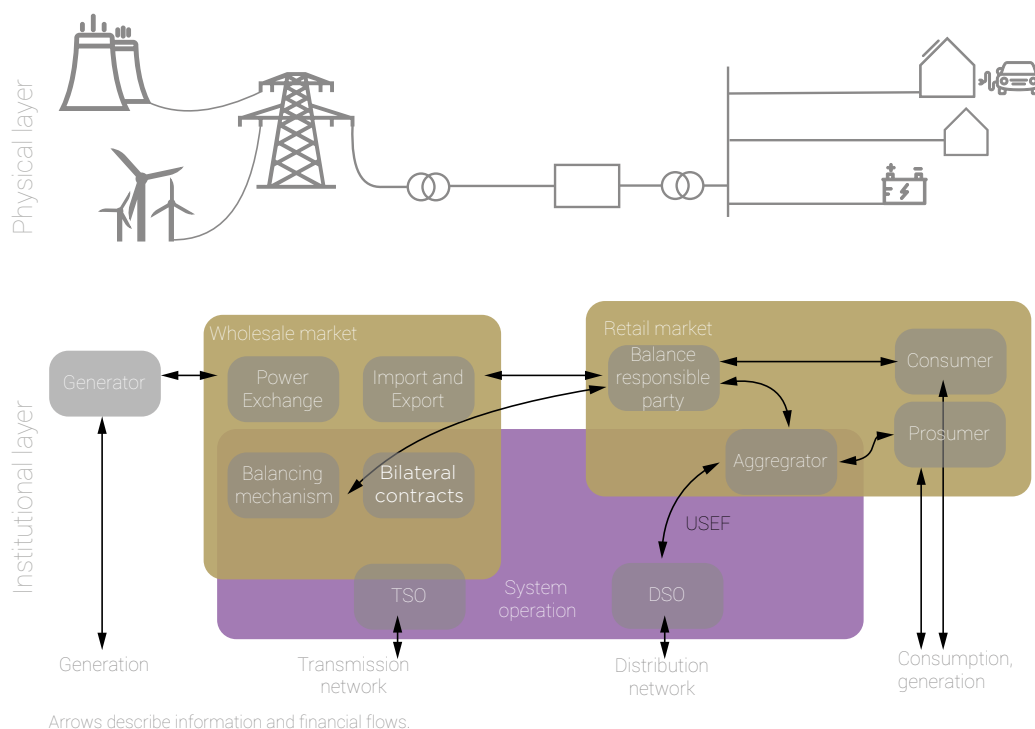 Physical layer
Institutional layer
Wholesale market
Retail market
Generator
Power
Exchange
Import and
Export
Balance
responsible
party
Consumer
Prosumer
Balancing
mechanism
Bilateral
contracts
Aggregrator
USEF
TSO
System
operation
DSO
Generation
Transmission
network
Distribution
network
Consumption,
generation
Arrows describe information and financial flows.